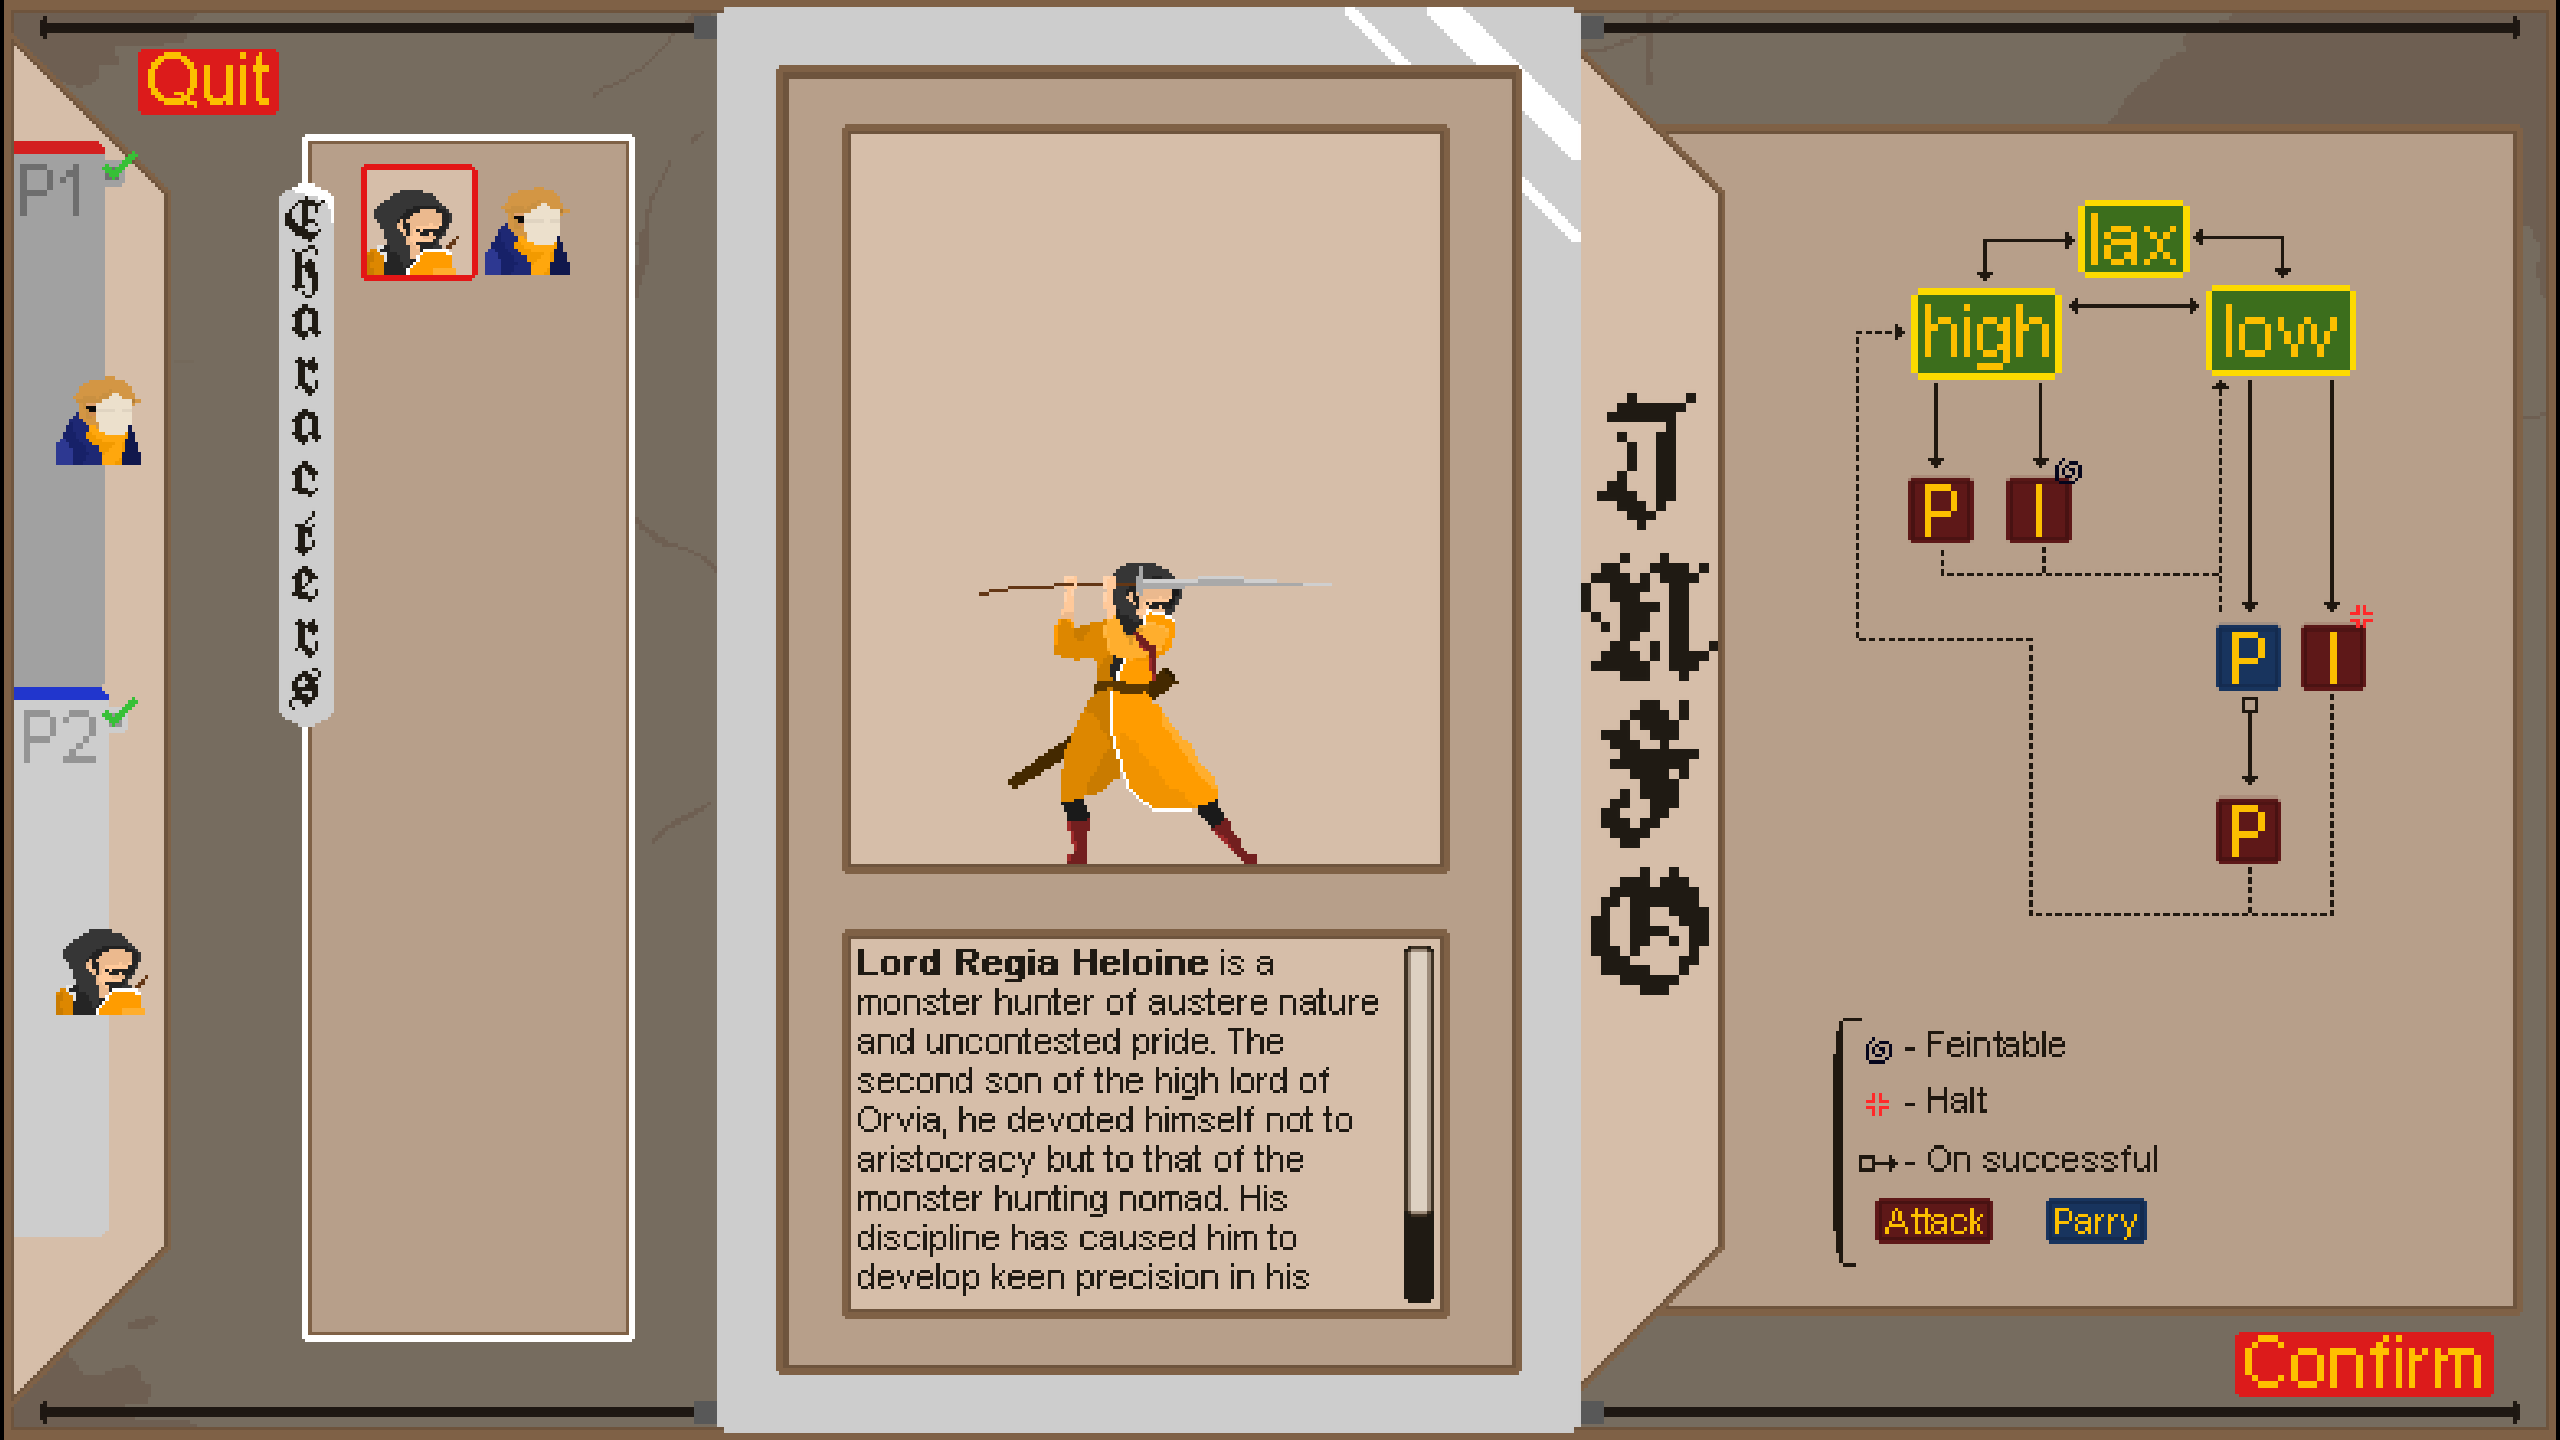 Quit
P1
P2
Characters
Lord Regia Heloine is a
monster hunter of austere nature
and uncontested pride. The
second son of the high lord of
Orvia, he devoted himself not to
aristocracy but to that of the
monster hunting nomad. His
discipline has caused him to
develop keen precision in his
INFO
lax
high
low
P
I
P
I
P
- Feintable
- Halt
- On successful
Attack
Parry
Confirm